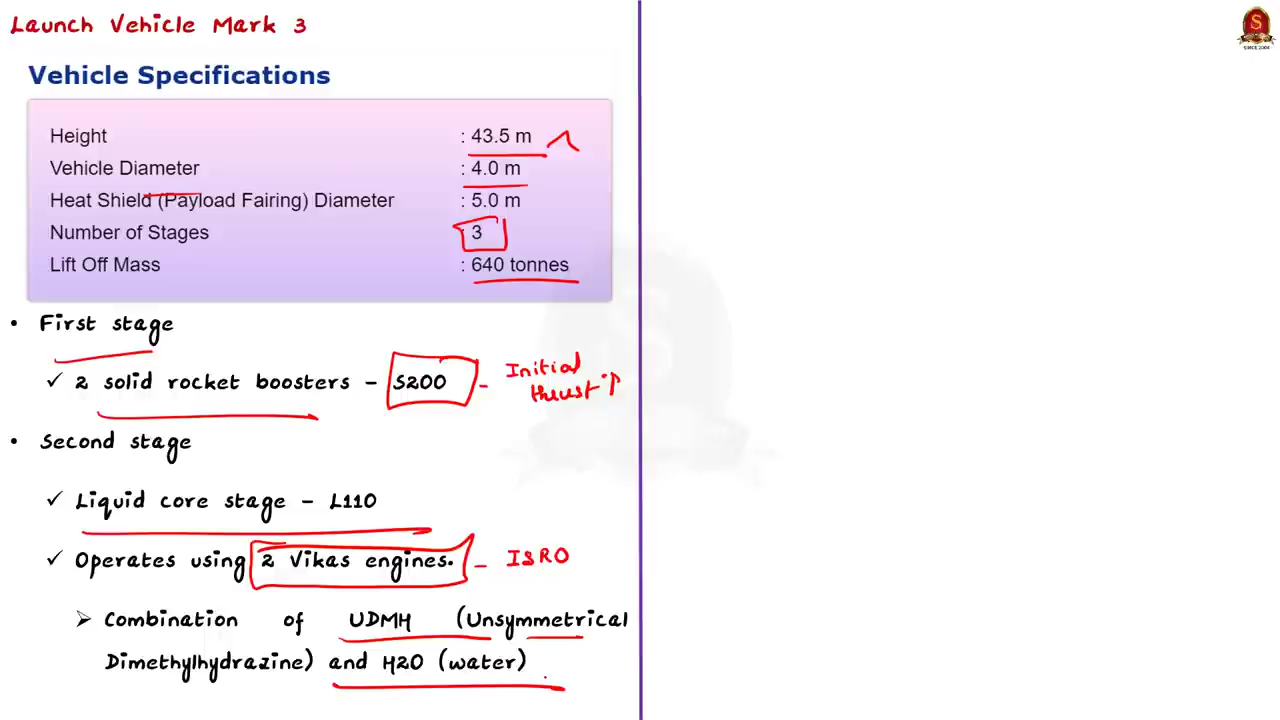 Launch Vehicle Mark 3
Vehicle Specifications
Height : 43.5 m
Vehicle Diameter : 4.0 m
Heat Shield (Payload Fairing) Diameter : 5.0 m
Number of Stages : 3
Lift Off Mass : 640 tonnes
• First stage
✓ 2 solid rocket boosters - S200 - Initial thrust ↑
• Second stage
✓ Liquid core stage - L110
✓ Operates using 2 Vikas engines. - ISRO
➢ Combination of UDMH (Unsymmetrical
Dimethylhydrazine) and H2O (water)
S
SINCE 2004